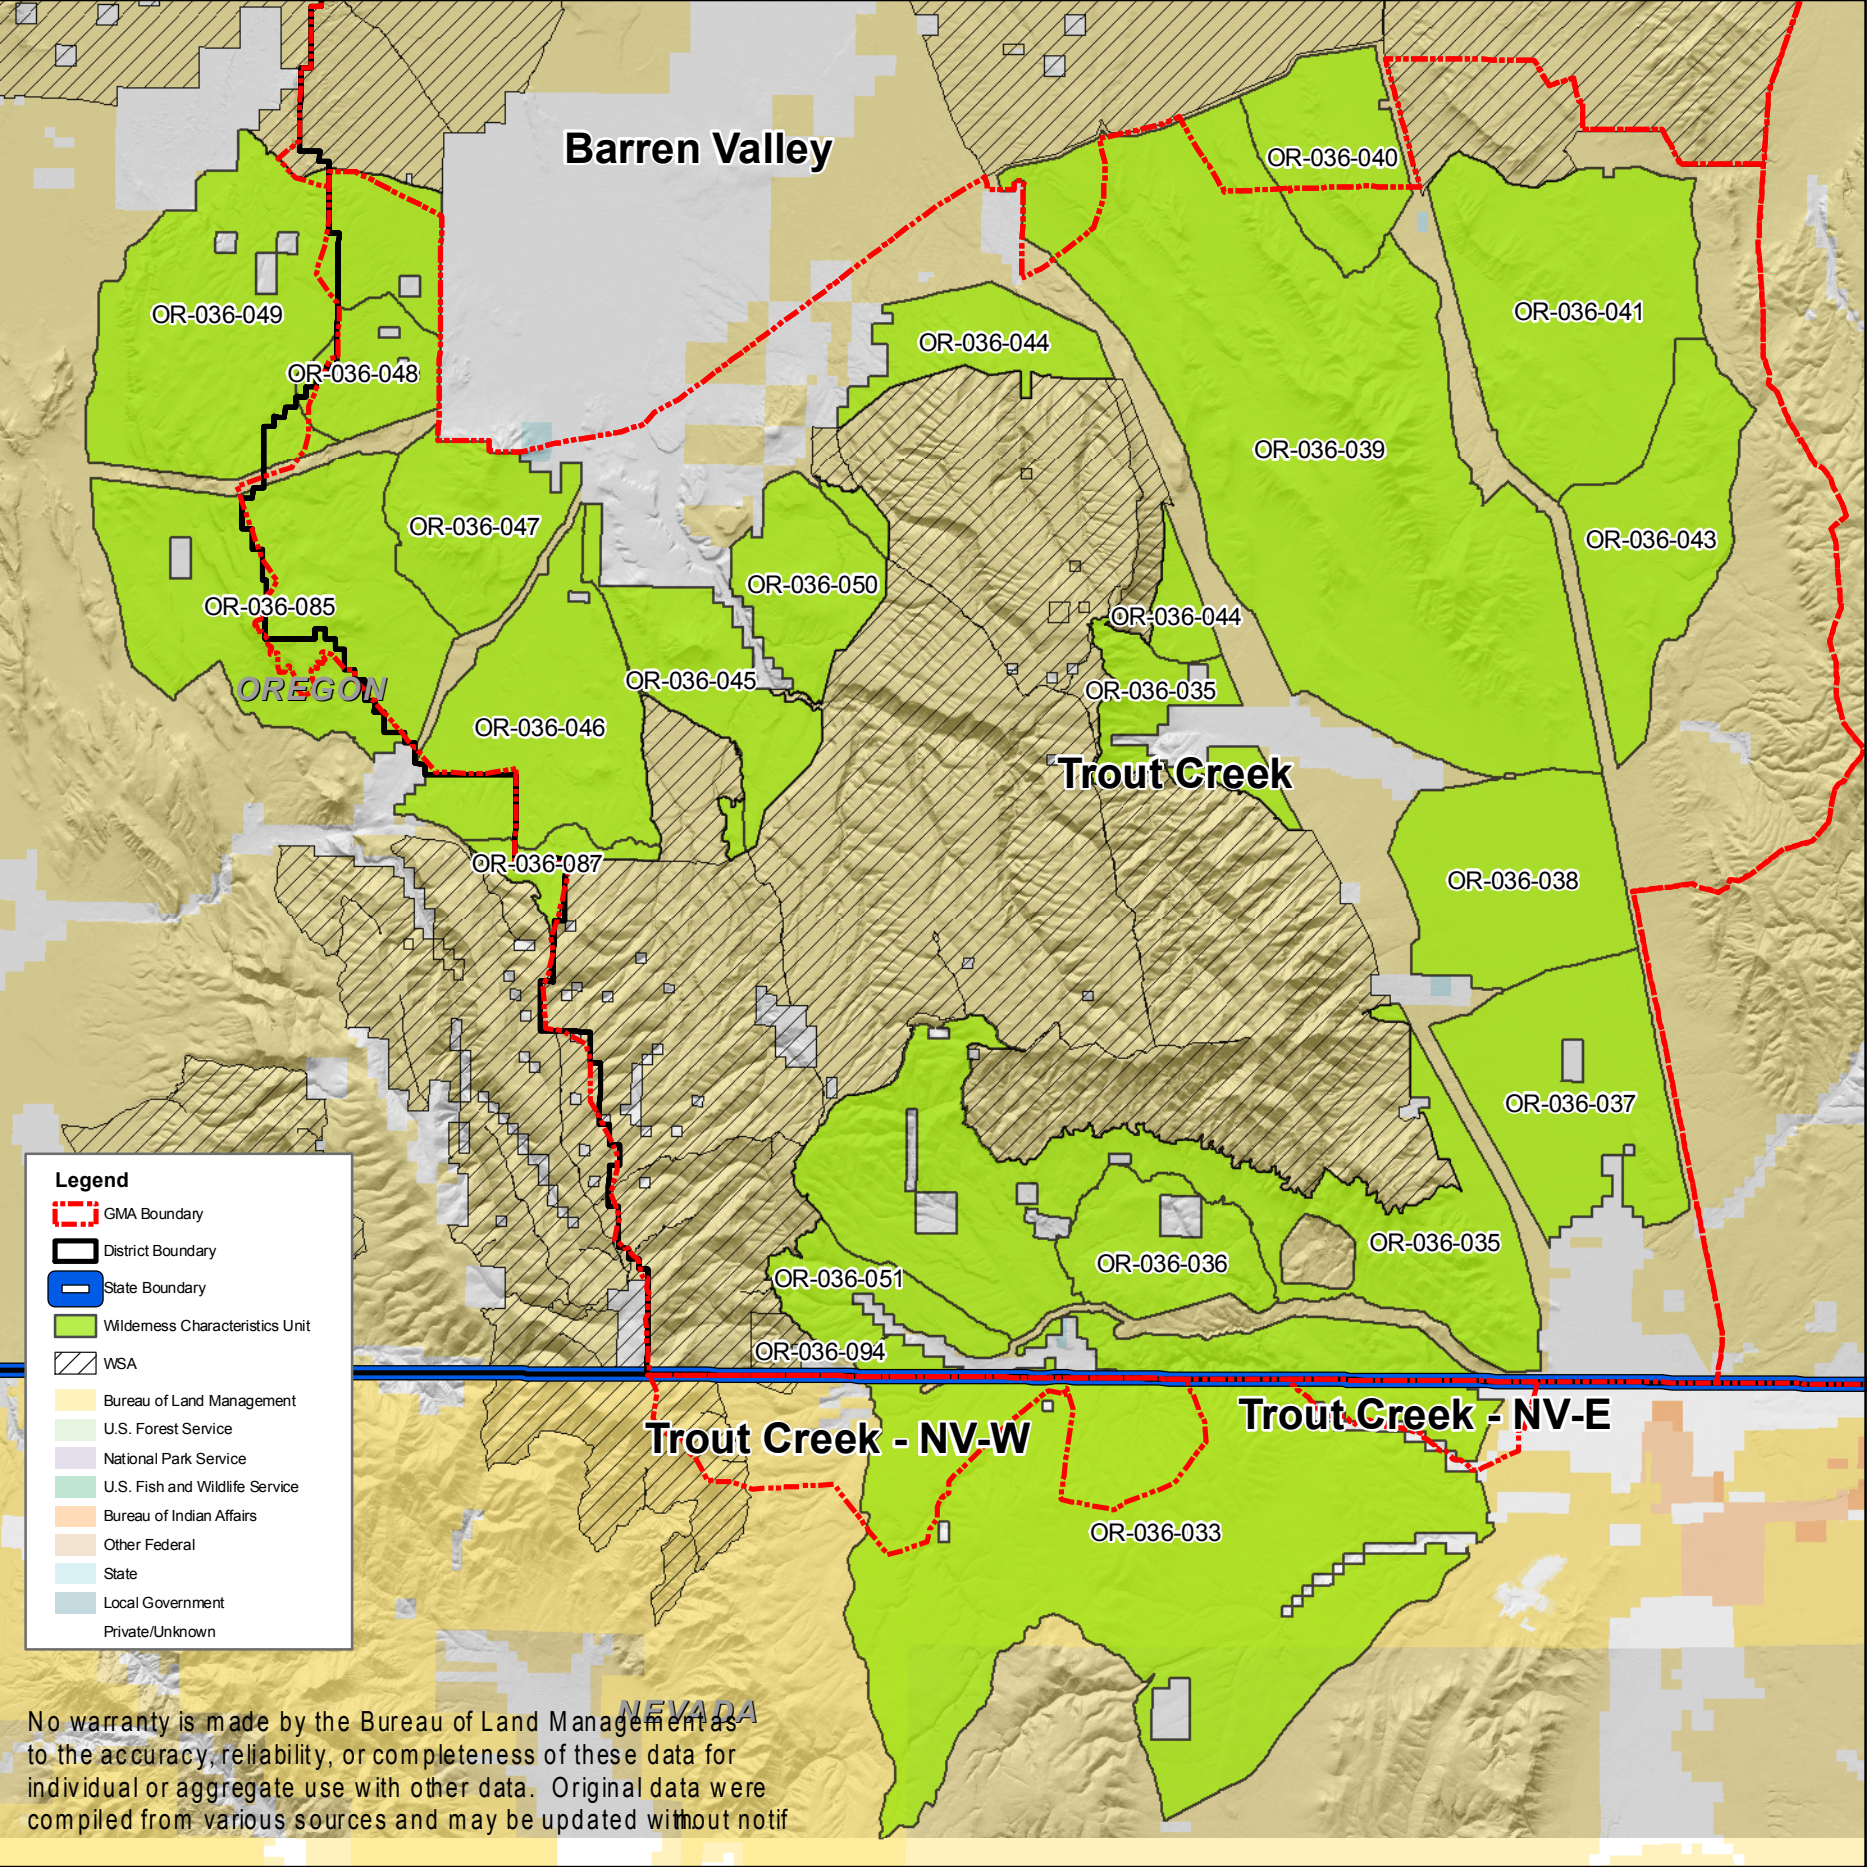 Barren Valley
OR-036-040
OR-036-049
OR-036-041
OR-036-044
OR-036-048
OR-036-039
OR-036-047
OR-036-043
OR-036-050
OR-036-085
OR-036-044
OR-036-045
OREGON
OR-036-035
OR-036-046
Trout Creek
OR-036-087
OR-036-038
OR-036-037
OR-036-035
OR-036-036
OR-036-051
OR-036-094
Trout Creek - NV-W
Trout Creek - NV-E
OR-036-033
Legend
GMA Boundary
District Boundary
State Boundary
Wilderness Characteristics Unit
WSA
Bureau of Land Management
U.S. Forest Service
National Park Service
U.S. Fish and Wildlife Service
Bureau of Indian Affairs
Other Federal
State
Local Government
Private/Unknown
NEVADA
No warranty is made by the Bureau of Land Management as
to the accuracy, reliability, or completeness of these data for
individual or aggregate use with other data. Original data were
compiled from various sources and may be updated without notif